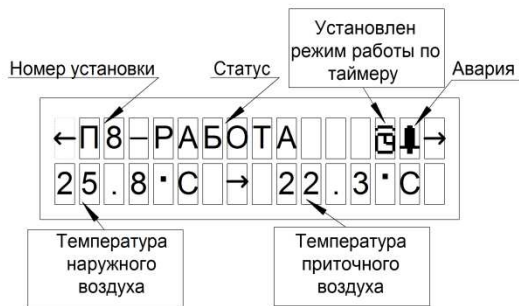 Установлен
режим работы по
таймеру
Номер установки
Статус
Авария
←П8–РАБОТА →
25.8°C → 22.3°C
Температура
наружного
воздуха
Температура
приточного
воздуха